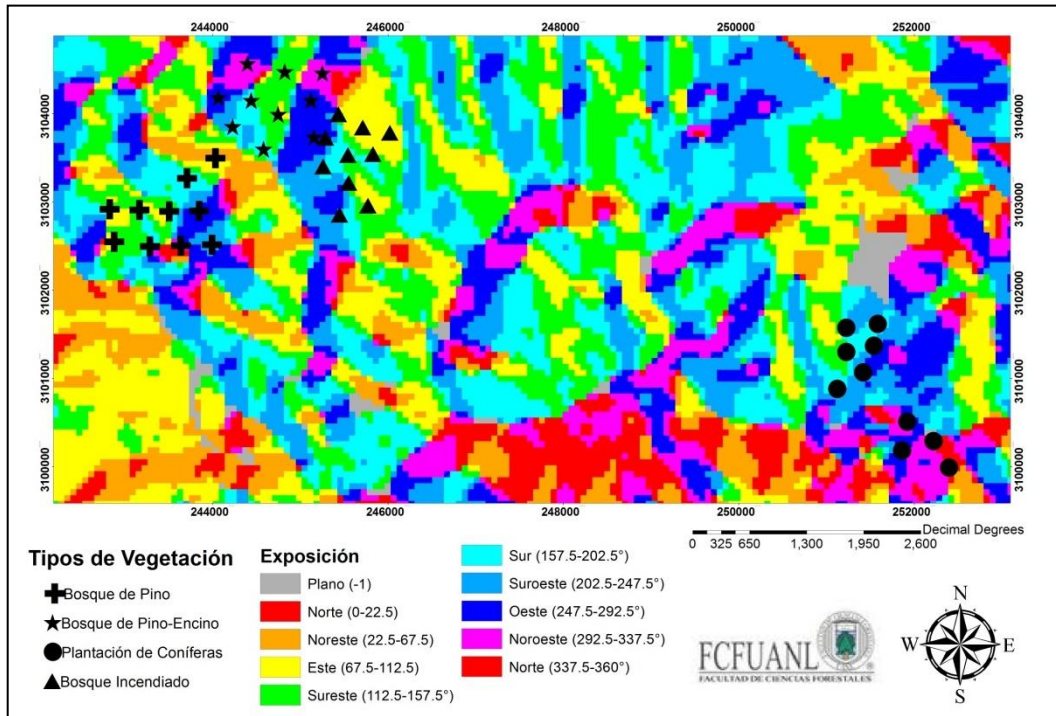 244000 246000 248000 250000 252000
3104000 3104000
3103000 3103000
3102000 3102000
3101000 3101000
3100000 3100000
244000 246000 248000 250000 252000
Decimal Degrees
0 325 650 1,300 1,950 2,600
Tipos de Vegetación
Bosque de Pino
Bosque de Pino-Encino
Plantación de Coníferas
Bosque Incendiado
Exposición
Plano (-1)
Norte (0-22.5)
Noreste (22.5-67.5)
Este (67.5-112.5)
Sureste (112.5-157.5°)
Sur (157.5-202.5°)
Suroeste (202.5-247.5°)
Oeste (247.5-292.5°)
Noroeste (292.5-337.5°)
Norte (337.5-360°)
FCFUANL
FACULTAD DE CIENCIAS FORESTALES
N
W E
S